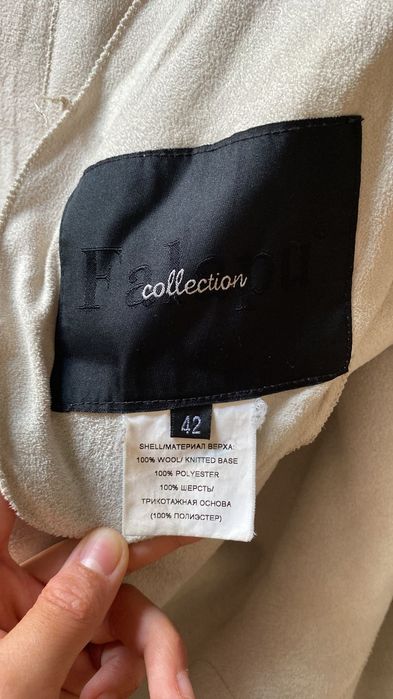 collection
42
SHELL/МАТЕРИАЛ ВЕРХА:
100% WOOL/ KNITTED BASE
100% POLYESTER
100% ШЕРСТЬ/
ТРИКОТАЖНАЯ ОСНОВА
(100% ПОЛИЭСТЕР)